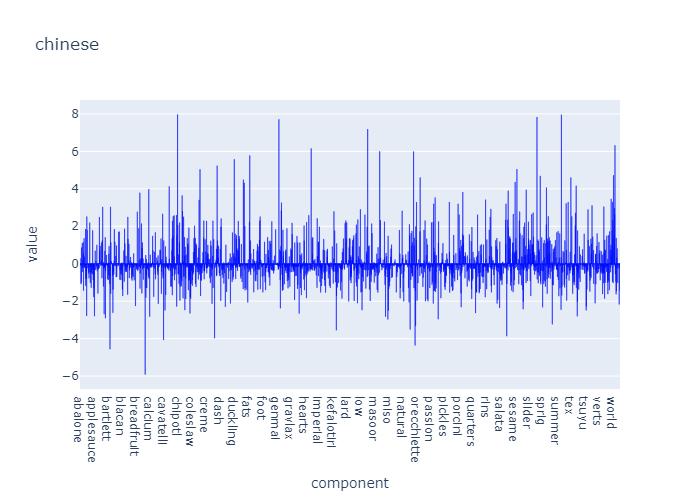 chinese
value
8
6
4
2
0
−2
−4
−6
abalone
applesauce
bartlett
blacan
breadfruit
calcium
cavatelli
chipotl
coleslaw
creme
dash
duckling
fats
foot
genmai
gravlax
hearts
imperial
kefalotiri
lard
low
masoor
miso
natural
orecchiette
passion
pickles
porcini
quarters
rins
salata
sesame
slider
sprig
summer
tex
tsuyu
verts
world
component